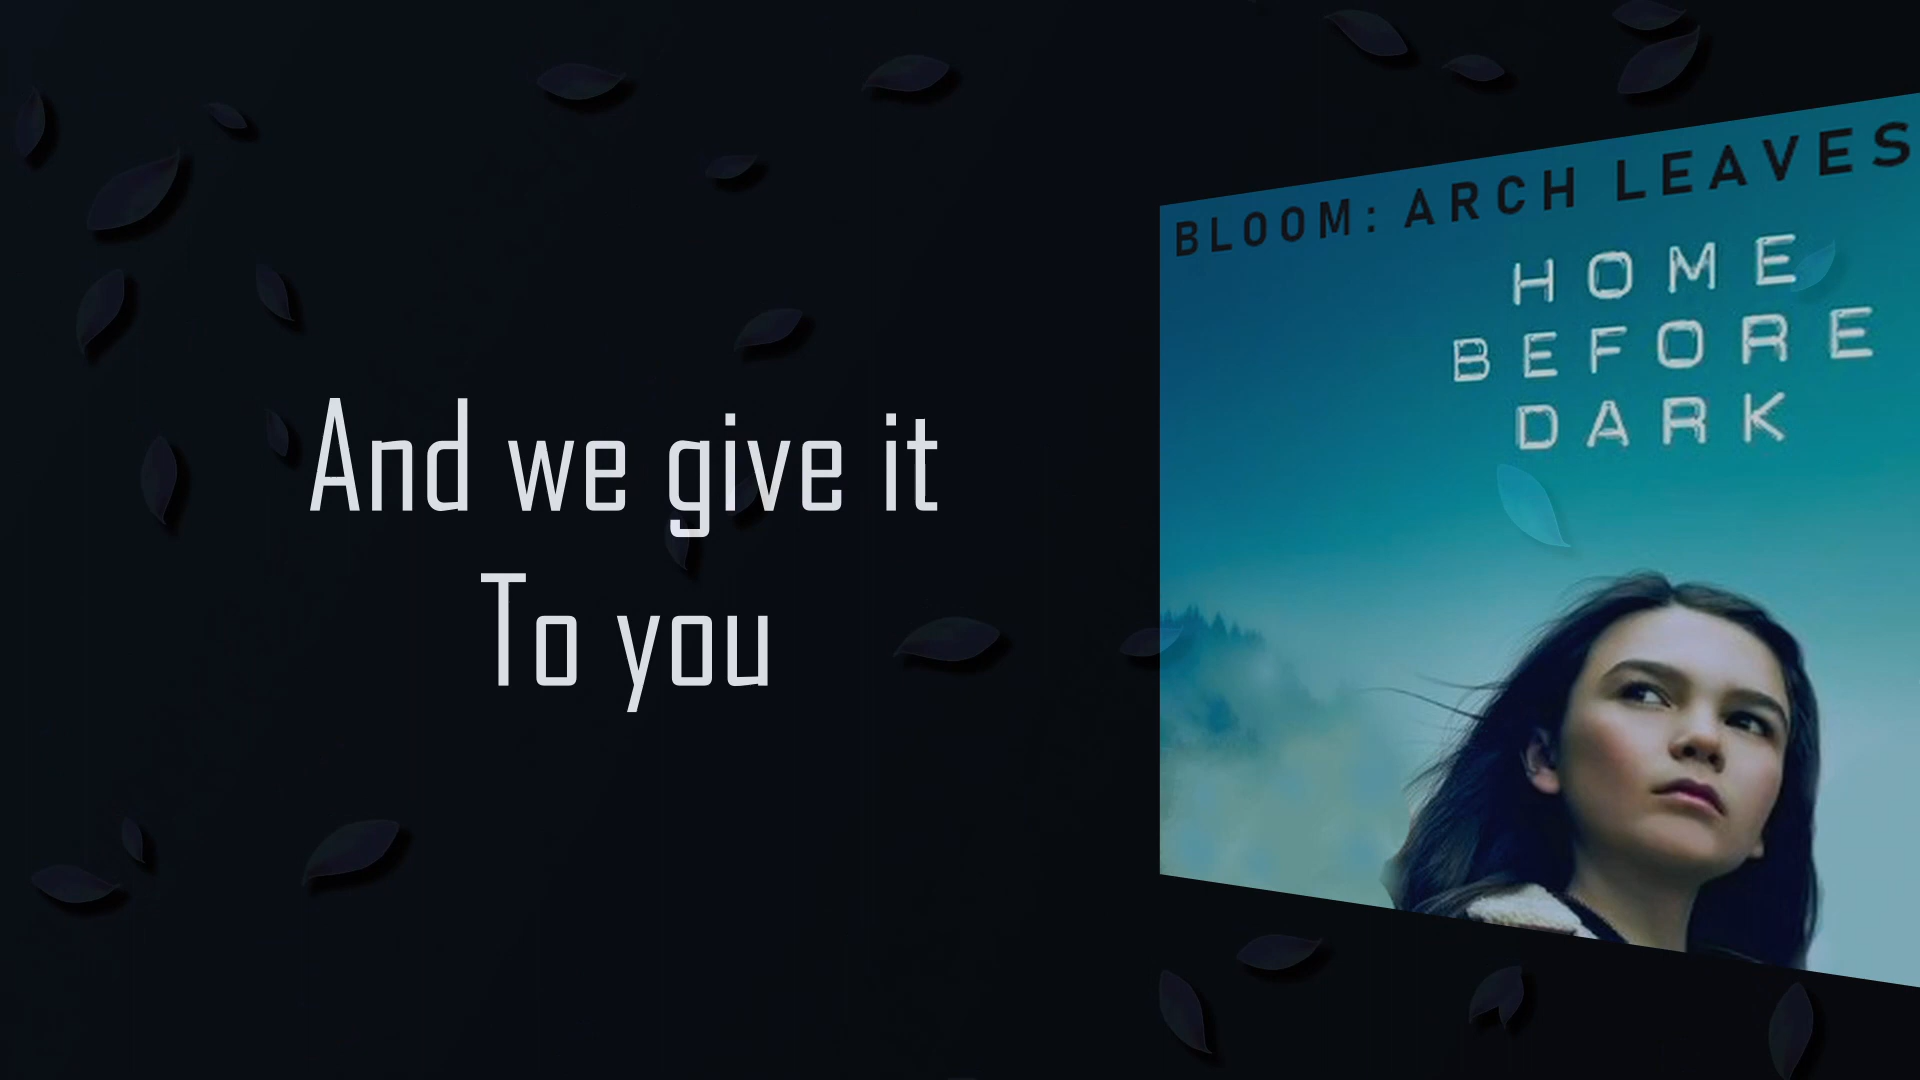 And we give it
To you
BLOOM: ARCH LEAVES
HOME
BEFORE
DARK